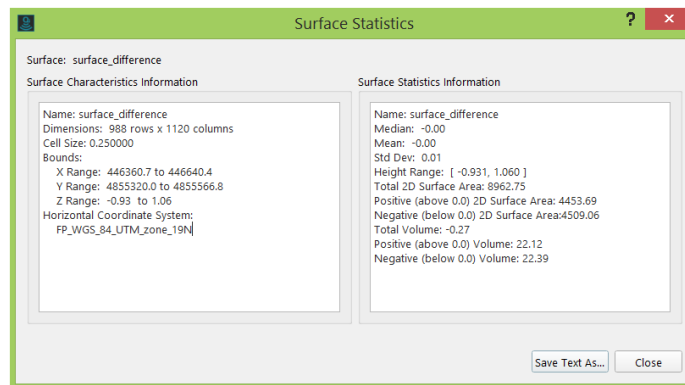 Surface Statistics
?
Surface: surface_difference
Surface Characteristics Information
Name: surface_difference
Dimensions: 988 rows x 1120 columns
Cell Size: 0.250000
Bounds:
X Range: 446360.7 to 446640.4
Y Range: 4855320.0 to 4855566.8
Z Range: -0.93 to 1.06
Horizontal Coordinate System:
FP_WGS_84_UTM_zone_19N
Surface Statistics Information
Name: surface_difference
Median: -0.00
Mean: -0.00
Std Dev: 0.01
Height Range: [ -0.931, 1.060 ]
Total 2D Surface Area: 8962.75
Positive (above 0.0) 2D Surface Area: 4453.69
Negative (below 0.0) 2D Surface Area:4509.06
Total Volume: -0.27
Positive (above 0.0) Volume: 22.12
Negative (below 0.0) Volume: 22.39
Save Text As...
Close